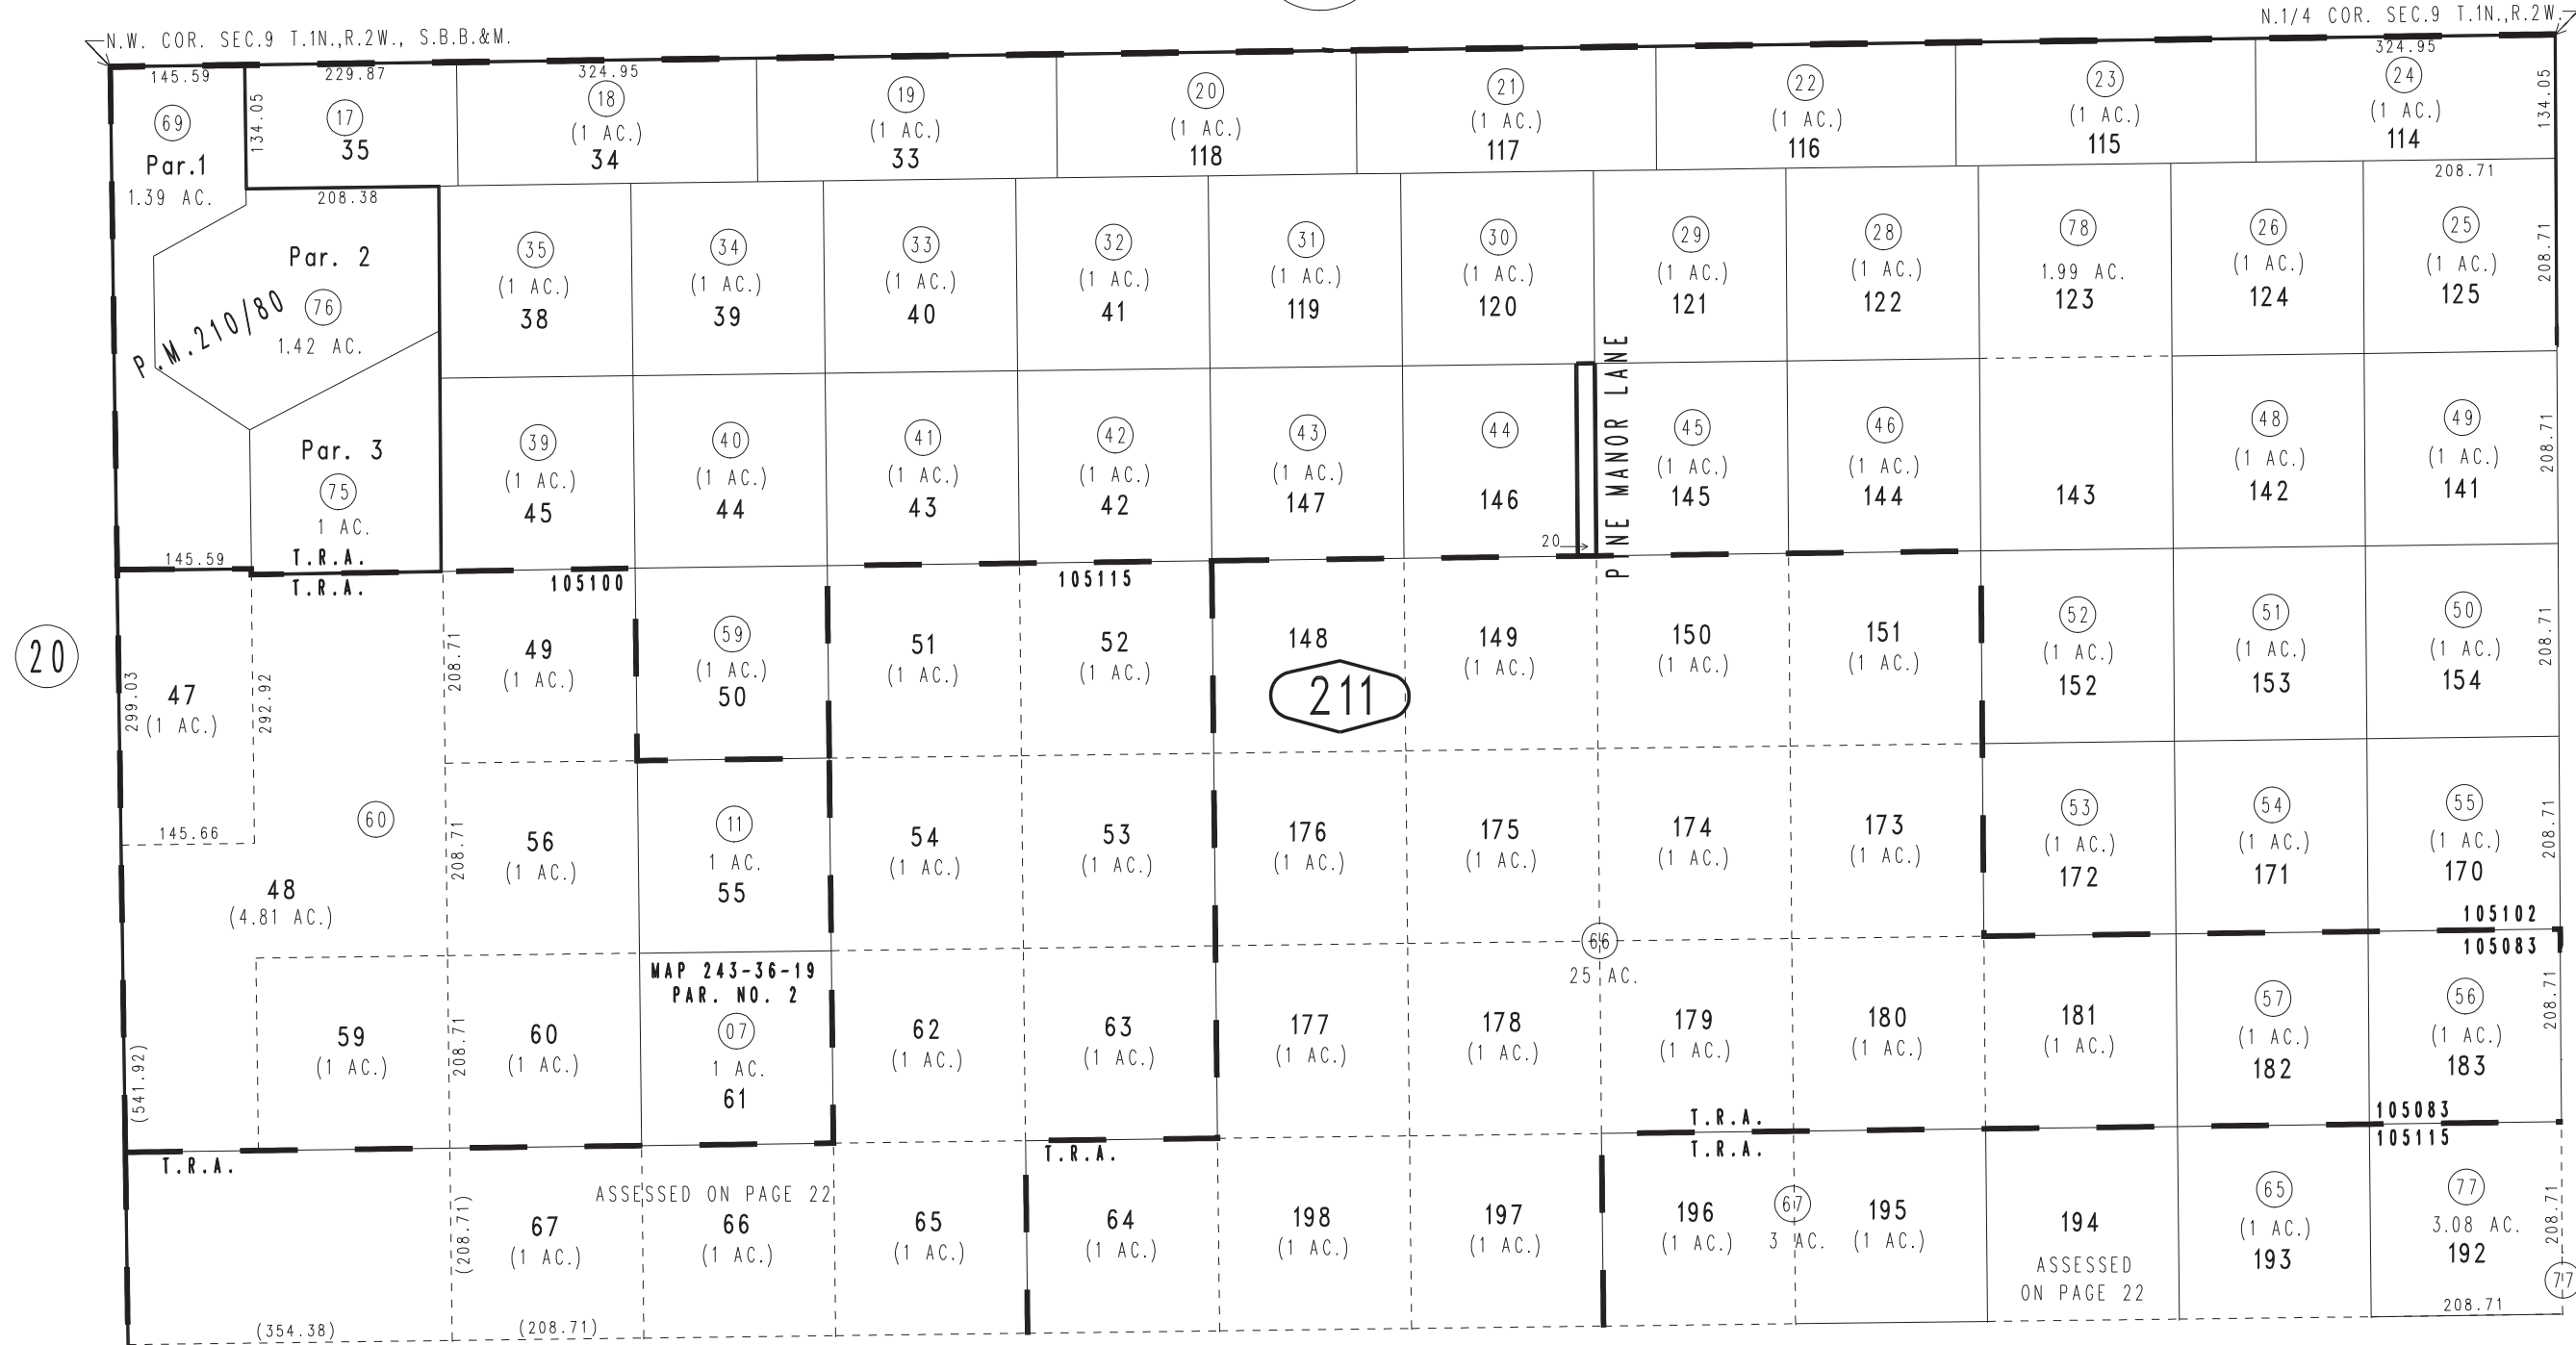 N.W. COR. SEC.9 T.1N.,R.2W., S.B.B.&M.
N.1/4 COR. SEC.9 T.1N.,R.2W.
145.59
229.87
324.95
324.95
69
Par.1
1.39 AC.
134.05
17
35
18
(1 AC.)
34
19
(1 AC.)
33
20
(1 AC.)
118
21
(1 AC.)
117
22
(1 AC.)
116
23
(1 AC.)
115
24
(1 AC.)
114
134.05
208.38
208.71
Par. 2
76
1.42 AC.
P.M.210/80
35
(1 AC.)
38
34
(1 AC.)
39
33
(1 AC.)
40
32
(1 AC.)
41
31
(1 AC.)
119
30
(1 AC.)
120
29
(1 AC.)
121
28
(1 AC.)
122
78
1.99 AC.
123
26
(1 AC.)
124
25
(1 AC.)
125
208.71
Par. 3
75
1 AC.
39
(1 AC.)
45
40
(1 AC.)
44
41
(1 AC.)
43
42
(1 AC.)
42
43
(1 AC.)
147
44
146
20
PINE MANOR LANE
45
(1 AC.)
145
46
(1 AC.)
144
143
48
(1 AC.)
142
49
(1 AC.)
141
208.71
145.59
T.R.A.
T.R.A.
105100
105115
20
299.03
47
(1 AC.)
292.92
208.71
49
(1 AC.)
59
(1 AC.)
50
51
(1 AC.)
52
(1 AC.)
148
211
149
(1 AC.)
150
(1 AC.)
151
(1 AC.)
52
(1 AC.)
152
51
(1 AC.)
153
50
(1 AC.)
154
208.71
145.66
60
48
(4.81 AC.)
208.71
56
(1 AC.)
11
1 AC.
55
54
(1 AC.)
53
(1 AC.)
176
(1 AC.)
175
(1 AC.)
174
(1 AC.)
173
(1 AC.)
53
(1 AC.)
172
54
(1 AC.)
171
55
(1 AC.)
170
208.71
105102
105083
66
25 AC.
(541.92)
59
(1 AC.)
208.71
60
(1 AC.)
MAP 243-36-19
PAR. NO. 2
07
1 AC.
61
62
(1 AC.)
63
(1 AC.)
177
(1 AC.)
178
(1 AC.)
179
(1 AC.)
180
(1 AC.)
181
(1 AC.)
57
(1 AC.)
182
56
(1 AC.)
183
208.71
105083
105115
T.R.A.
T.R.A.
T.R.A.
T.R.A.
ASSESSED ON PAGE 22
(208.71)
67
(1 AC.)
66
(1 AC.)
65
(1 AC.)
64
(1 AC.)
198
(1 AC.)
197
(1 AC.)
196
(1 AC.)
67
3 AC.
195
(1 AC.)
194
ASSESSED
ON PAGE 22
65
(1 AC.)
193
77
3.08 AC.
192
208.71
77
208.71
(354.38)
(208.71)